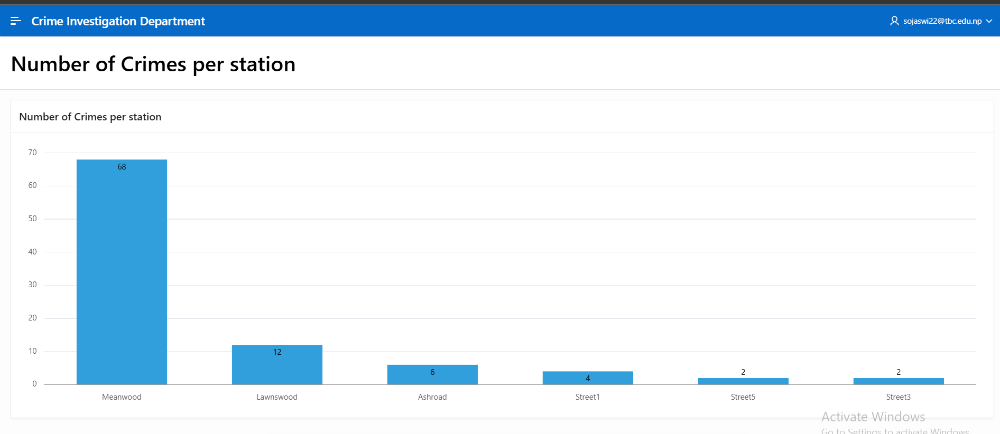 Crime Investigation Department
sojaswi22@tbc.edu.np
Number of Crimes per station
Number of Crimes per station
70
60
50
40
30
20
10
0
68
12
6
4
2
2
Meanwood
Lawnswood
Ashroad
Street1
Street5
Street3
Activate Windows
Go to Settings to activate Windows.